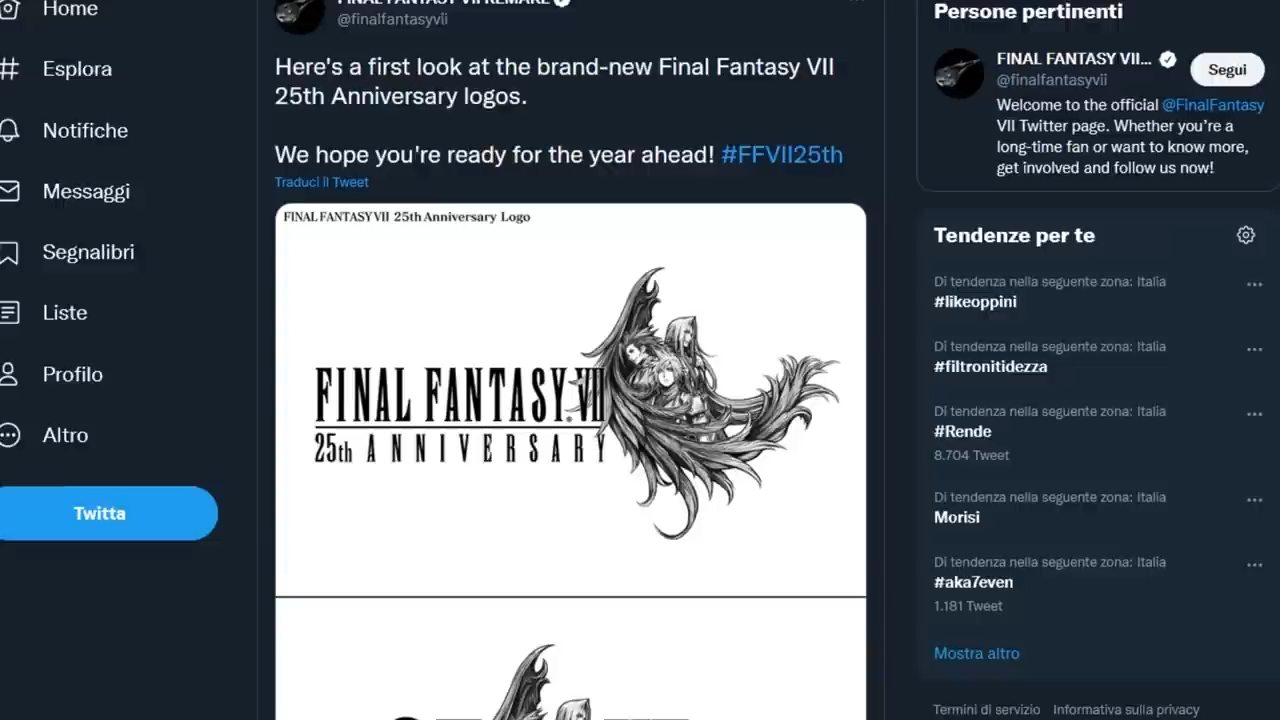 Home
Esplora
Notifiche
Messaggi
Segnalibri
Liste
Profilo
Altro
Twitta
FINAL FANTASY VII REMAKE
@finalfantasyvii
Here's a first look at the brand-new Final Fantasy VII
25th Anniversary logos.
We hope you're ready for the year ahead! #FFVII25th
Traduci il Tweet
FINAL FANTASY VII 25th Anniversary Logo
FINAL FANTASY VII
25th ANNIVERSARY
Persone pertinenti
FINAL FANTASY VII...
@finalfantasyvii
Segui
Welcome to the official @FinalFantasy
VII Twitter page. Whether you're a
long-time fan or want to know more,
get involved and follow us now!
Tendenze per te
Di tendenza nella seguente zona: Italia
#likeoppini
Di tendenza nella seguente zona: Italia
#filtronitidezza
Di tendenza nella seguente zona: Italia
#Rende
8.704 Tweet
Di tendenza nella seguente zona: Italia
Morisi
Di tendenza nella seguente zona: Italia
#aka7even
1.181 Tweet
Mostra altro
Termini di servizio Informativa sulla privacy